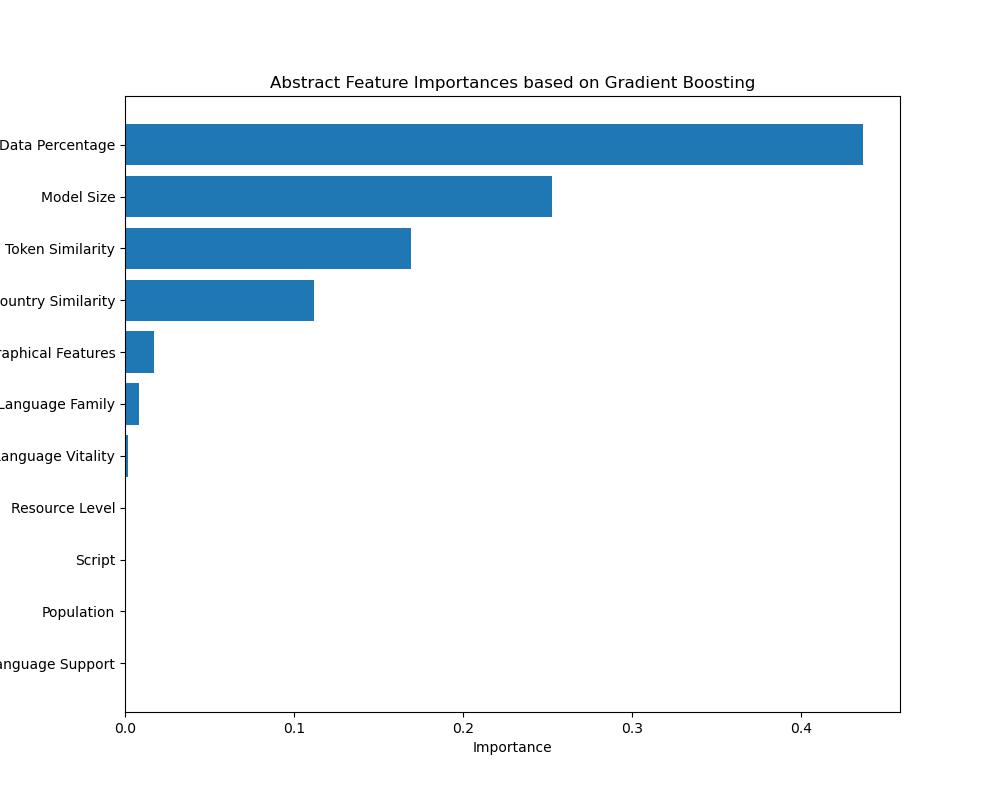 Abstract Feature Importances based on Gradient Boosting
Data Percentage
Model Size
Token Similarity
ountry Similarity
raphical Features
Language Family
anguage Vitality
Resource Level
Script
Population
anguage Support
0.0 0.1 0.2 0.3 0.4
Importance